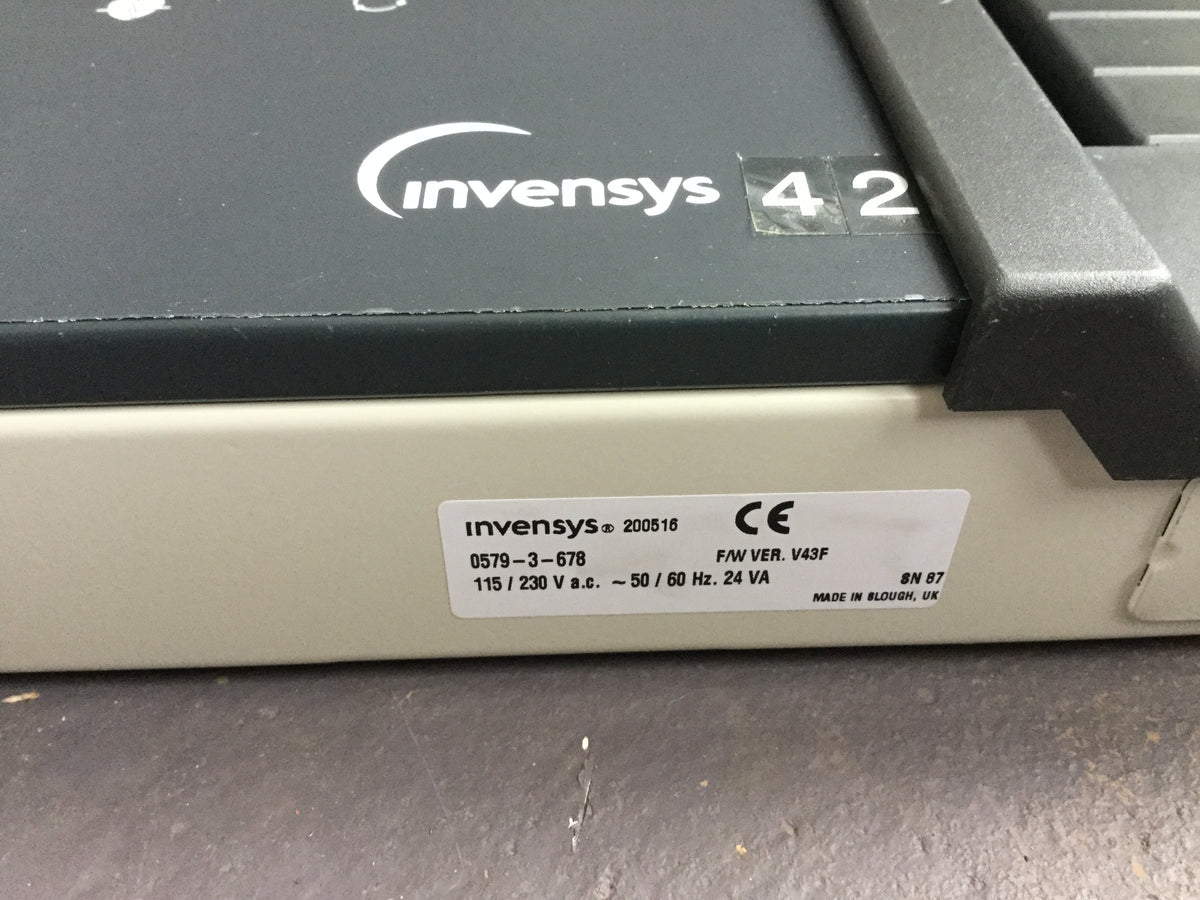 invensys 42
invensys® 200516 CE
0579-3-678 F/W VER. V43F
115 / 230 V a.c. ~ 50 / 60 Hz. 24 VA SN 87
MADE IN SLOUGH, UK